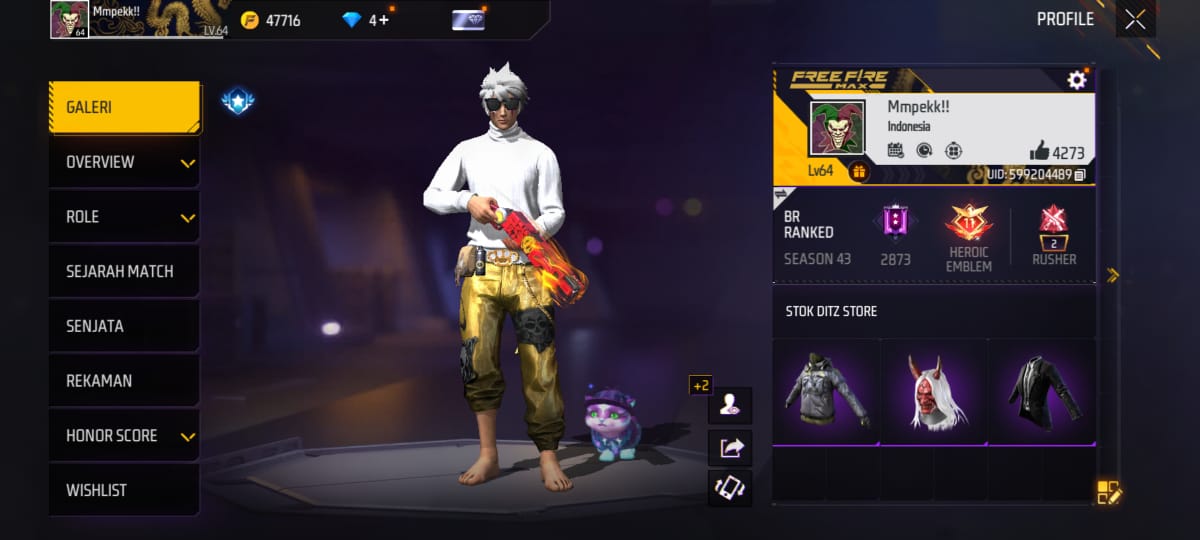 Mmpekk!!
64
LV.64
47716
4+
PROFILE
GALERI
OVERVIEW
ROLE
SEJARAH MATCH
SENJATA
REKAMAN
HONOR SCORE
WISHLIST
+2
FREE FIRE
MAX
Mmpekk!!
Indonesia
4273
Lv64
UID: 599204489
BR
RANKED
SEASON 43
2873
HEROIC
EMBLEM
2
RUSHER
STOK DITZ STORE